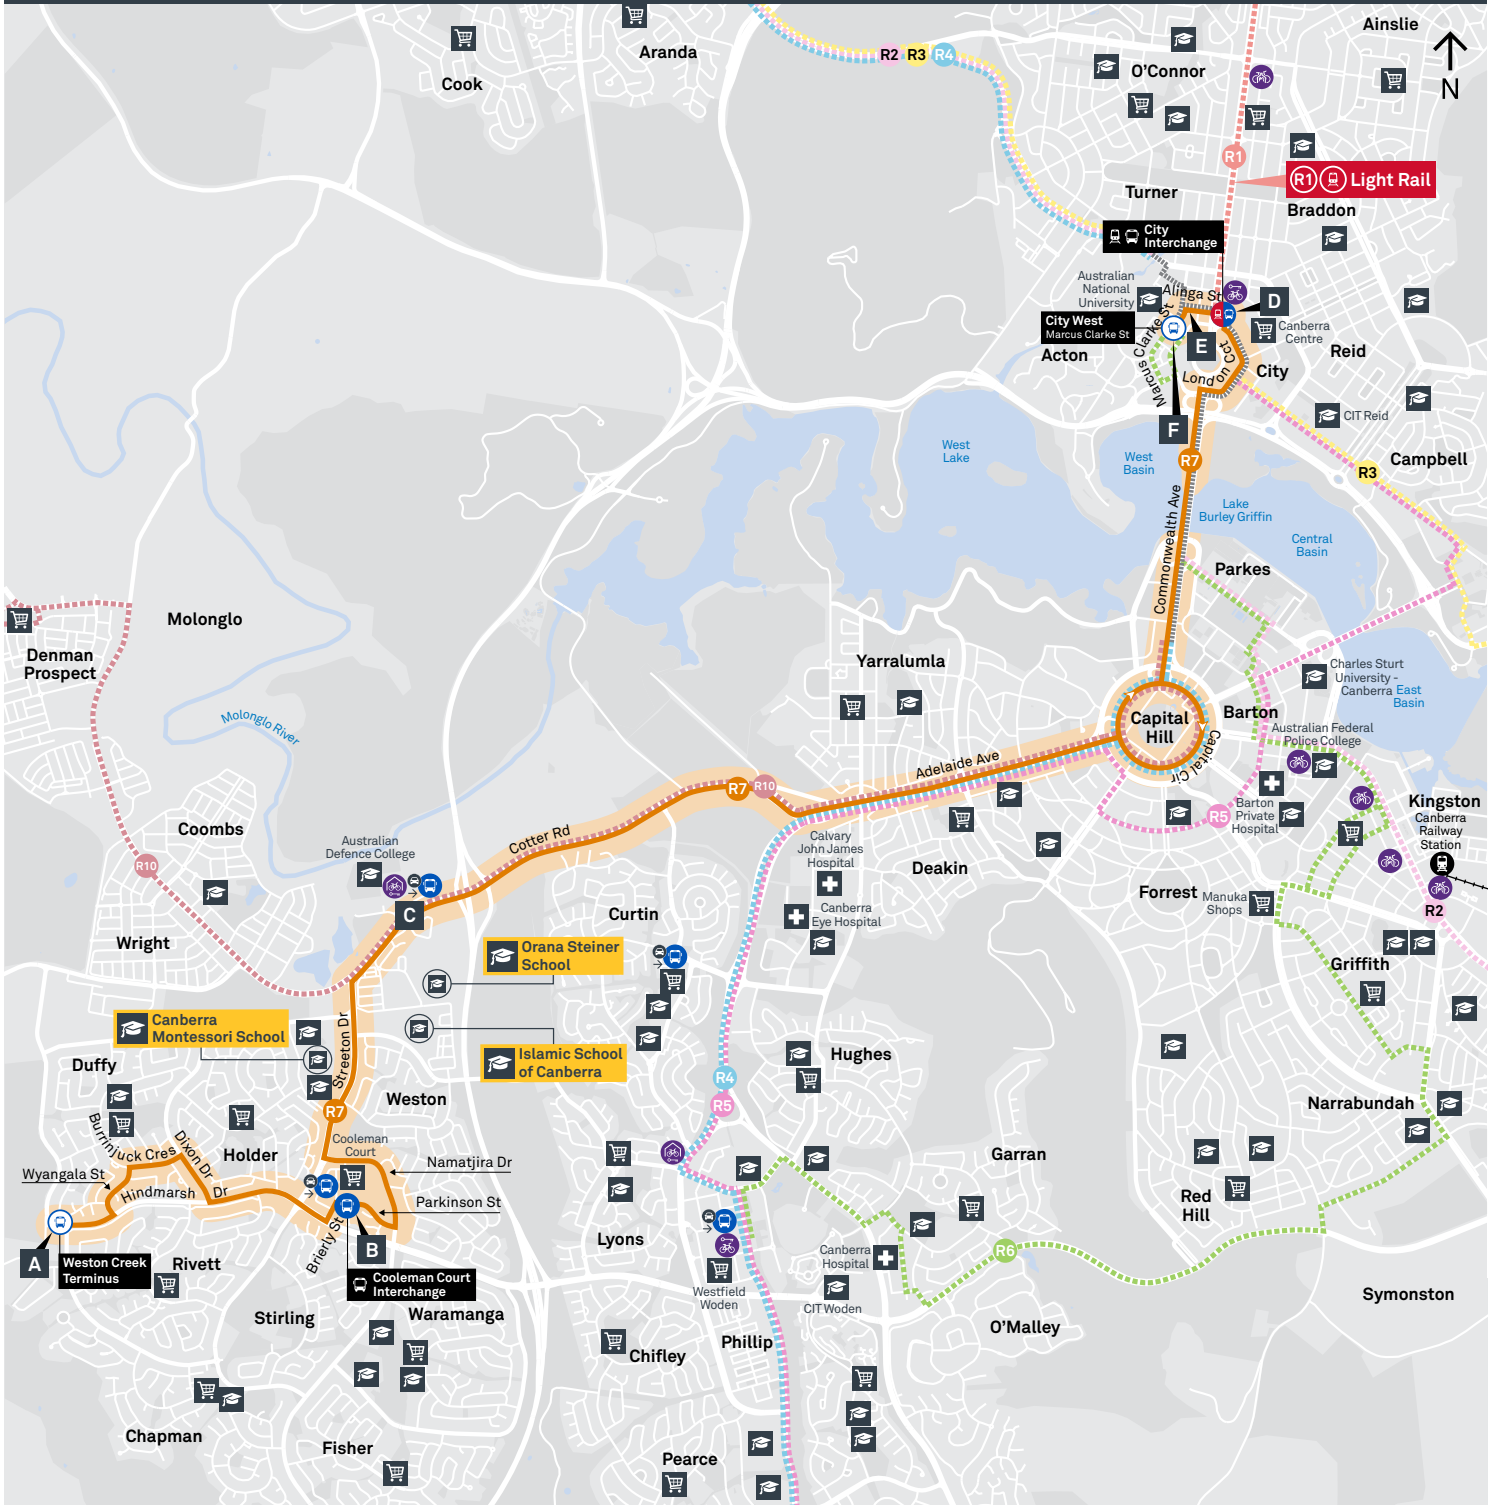 Ainslie
Aranda
Cook
R2 R3 R4
O'Connor
N
R1
R1 Light Rail
Turner
Braddon
City
Interchange
Australian
National
University
Alinga St
D
City West
Marcus Clarke St
Marcus Clarke St
E
Canberra
Centre
Acton
Reid
City
London Cct
F
CIT Reid
West
Lake
West
Basin
R7
R3
Campbell
Lake
Burley Griffin
Central
Basin
Commonwealth Ave
Parkes
Molonglo
Denman
Prospect
Yarralumla
Charles Sturt
University -
Canberra
East
Basin
Molonglo River
Capital
Hill
Barton
Capital Cir
Australian Federal
Police College
Adelaide Ave
R7 R10
Barton
Private
Hospital
R5
Kingston
Canberra
Railway
Station
Coombs
Cotter Rd
Australian
Defence College
R10
Calvary
John James
Hospital
Deakin
C
Forrest
Manuka
Shops
R2
Curtin
Canberra
Eye Hospital
Wright
Orana Steiner
School
Griffith
Canberra
Montessori School
Streeton Dr
Islamic School
of Canberra
Duffy
Hughes
R4
R5
Weston
R7
Narrabundah
Burrinjuck Cres
Dixon Dr
Holder
Cooleman
Court
Namatjira Dr
Wyangala St
Hindmarsh Dr
Parkinson St
Garran
Red
Hill
A
Weston Creek
Terminus
Rivett
Brierly St
B
Cooleman Court
Interchange
Lyons
Canberra
Hospital
R6
Westfield
Woden
CIT Woden
Symonston
Stirling
Waramanga
O'Malley
Chifley
Phillip
Chapman
Fisher
Pearce